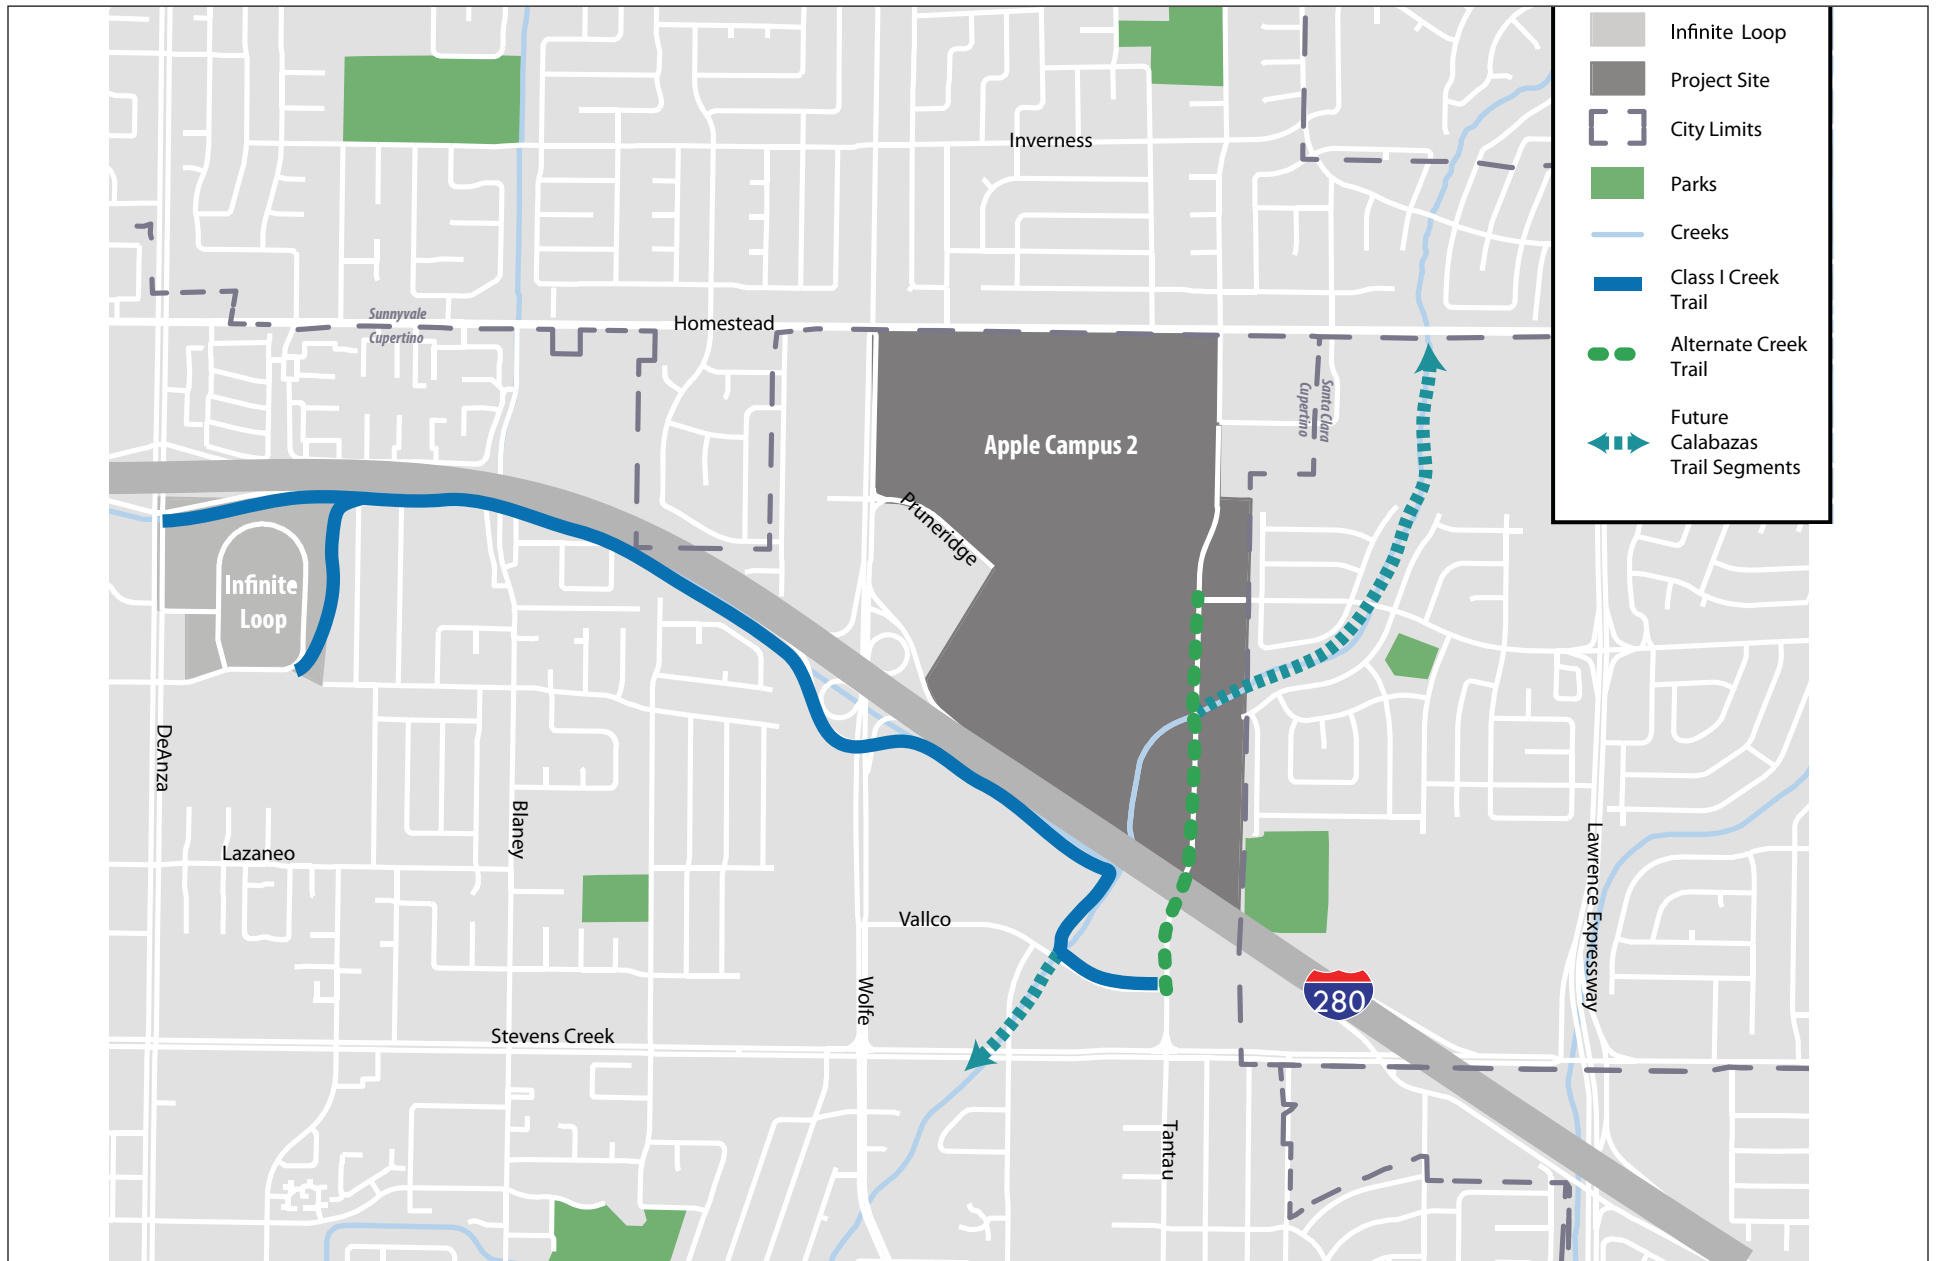 Infinite Loop
Project Site
City Limits
Parks
Creeks
Class I Creek
Trail
Alternate Creek
Trail
Future
Calabazas
Trail Segments
Inverness
Sunnyvale
Cupertino
Homestead
Santa Clara
Cupertino
Apple Campus 2
Pruneridge
Infinite
Loop
DeAnza
Blaney
Lazaneo
Vallco
Wolfe
Lawrence Expressway
280
Stevens Creek
Tantau